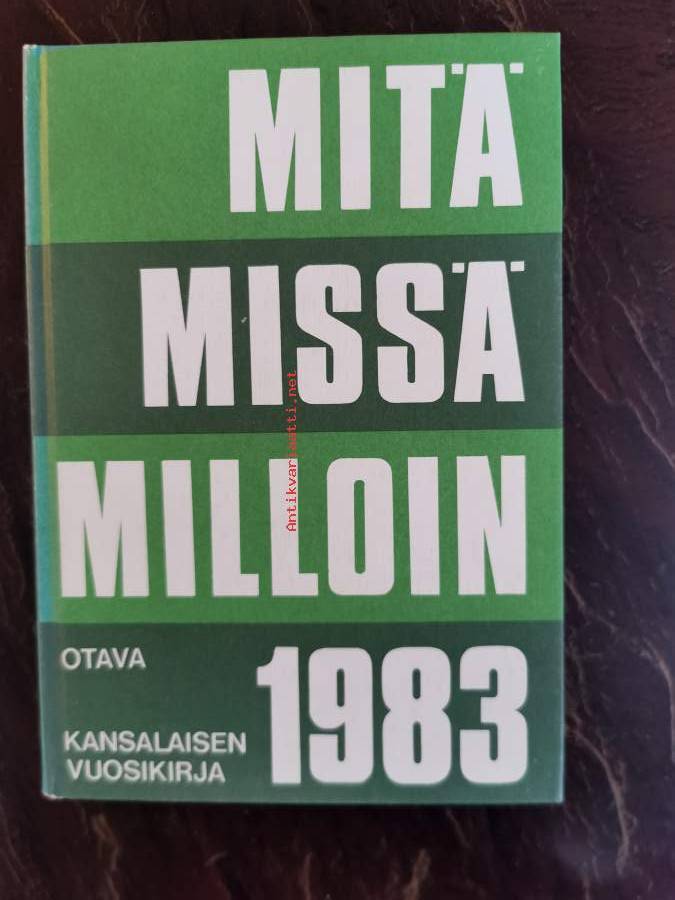 MITÄ
MISSÄ
MILLOIN
OTAVA
1983
KANSALAISEN
VUOSIKIRJA
Antikvariaatti.net